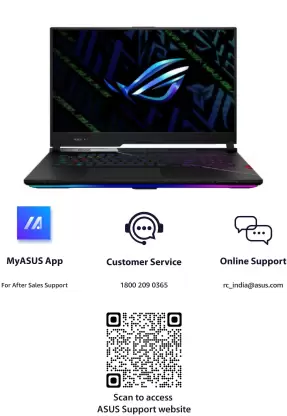 MyASUS App
Customer Service
Online Support
For After Sales Support
1800 209 0365
rc_india@asus.com
Scan to access
ASUS Support website